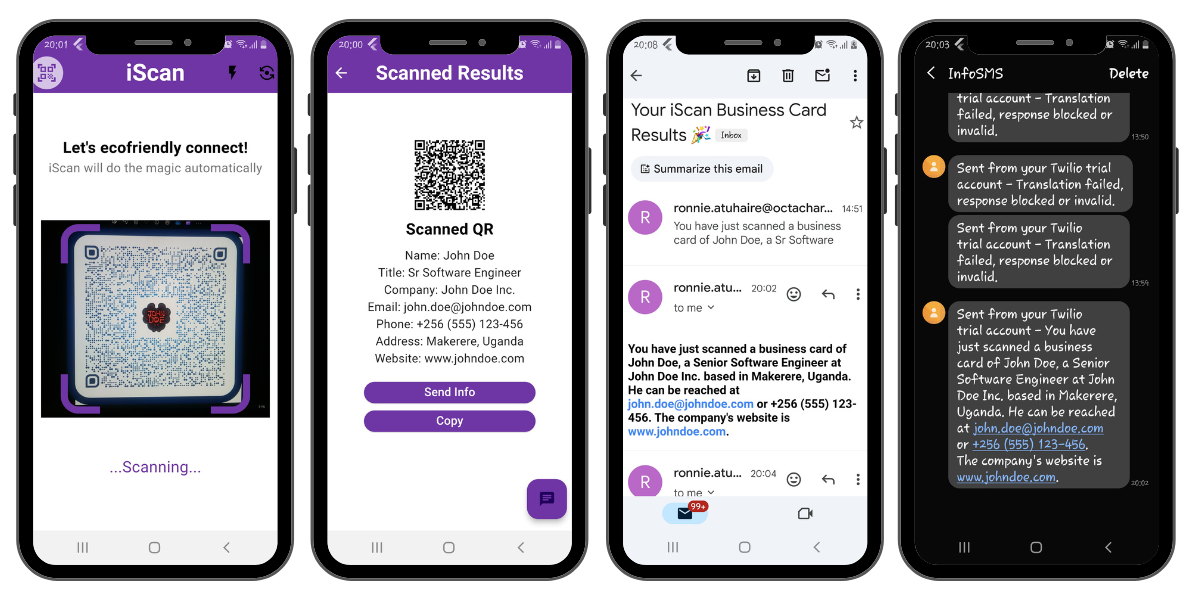 20:01
iScan
Let's ecofriendly connect!
iScan will do the magic automatically
JOHN
DOE
...Scanning...
20:00
Scanned Results
Scanned QR
Name: John Doe
Title: Sr Software Engineer
Company: John Doe Inc.
Email: john.doe@johndoe.com
Phone: +256 (555) 123-456
Address: Makerere, Uganda
Website: www.johndoe.com
Send Info
Copy
20:08
Your iScan Business Card
Results 🎉 Inbox
Summarize this email
R
ronnie.atuhaire@octachar... 14:51
You have just scanned a business
card of John Doe, a Sr Software
R
ronnie.atu... 20:02
to me
You have just scanned a business card of
John Doe, a Senior Software Engineer at
John Doe Inc. based in Makerere, Uganda.
He can be reached at
john.doe@johndoe.com or +256 (555) 123-
456. The company's website is
www.johndoe.com.
R
ronnie.atu... 20:04
to me
99+
20:03
InfoSMS Delete
trial account - Translation
failed, response blocked or
invalid.
13:50
Sent from your Twilio trial
account - Translation failed,
response blocked or invalid.
Sent from your Twilio
trial account - Translation
failed, response blocked or
invalid.
13:59
Sent from your Twilio
trial account - You have
just scanned a business
card of John Doe, a Senior
Software Engineer at John
Doe Inc. based in Makerere,
Uganda. He can be reached
at john.doe@johndoe.com
or +256 (555) 123-456.
The company's website is
www.johndoe.com.
20:02